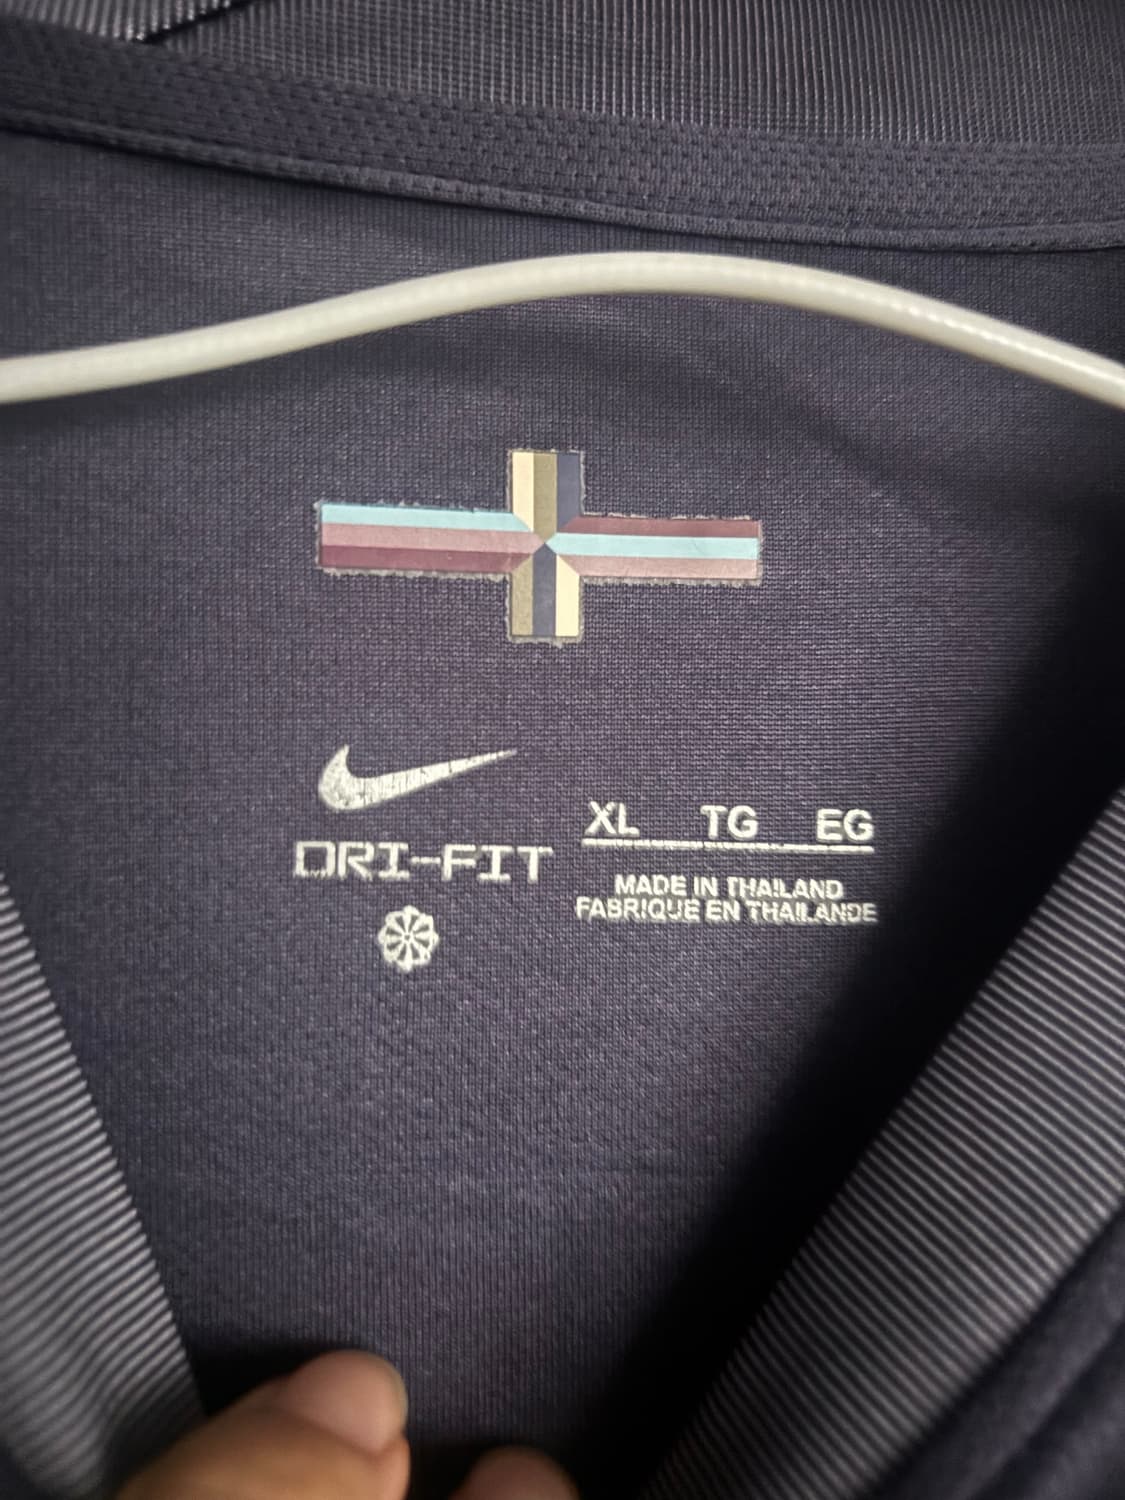 DRI-FIT
XL TG EG
MADE IN THAILAND
FABRIQUE EN THAILANDE